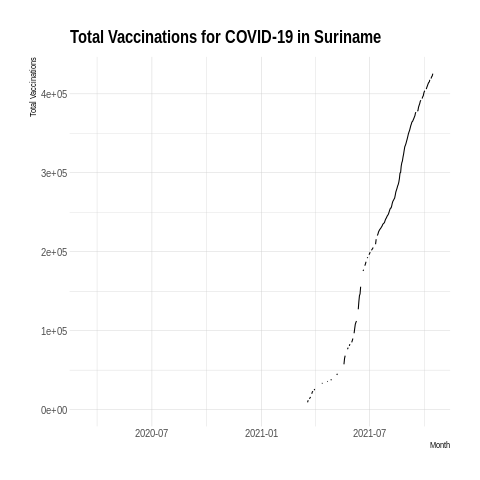 Total Vaccinations for COVID-19 in Suriname
Total Vaccinations
4e+05
3e+05
2e+05
1e+05
0e+00
2020-07 2021-01 2021-07
Month